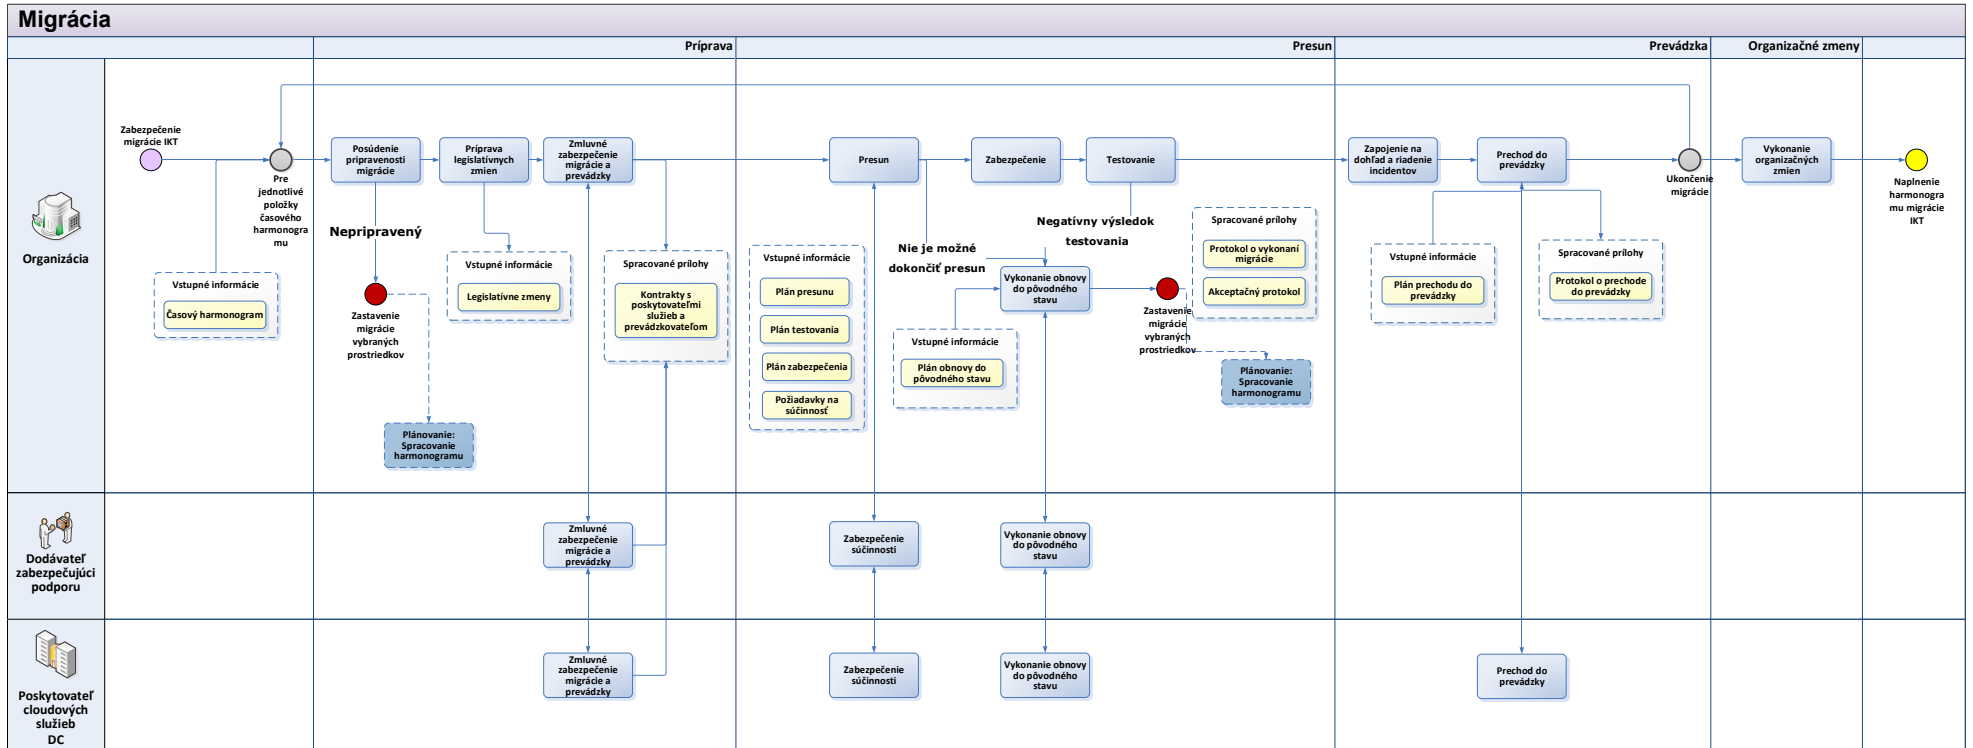 Migrácia
Príprava
Presun
Prevádzka
Organizačné zmeny
Organizácia
Zabezpečenie
migrácie IKT
Pre
jednotlivé
položky
časového
harmonogra
mu
Vstupné informácie
Časový harmonogram
Posúdenie
pripravenosti
migrácie
Príprava
legislatívnych
zmien
Zmluvné
zabezpečenie
migrácie a
prevádzky
Nepripravený
Zastavenie
migrácie
vybraných
prostriedkov
Plánovanie:
Spracovanie
harmonogramu
Vstupné informácie
Legislatívne zmeny
Spracované prílohy
Kontrakty s
poskytovateľmi
služieb a
prevádzkovateľom
Presun
Zabezpečenie
Testovanie
Vstupné informácie
Plán presunu
Plán testovania
Plán zabezpečenia
Požiadavky na
súčinnosť
Nie je možné
dokončiť presun
Negatívny výsledok
testovania
Vykonanie obnovy
do pôvodného
stavu
Vstupné informácie
Plán obnovy do
pôvodného stavu
Zastavenie
migrácie
vybraných
prostriedkov
Spracované prílohy
Protokol o vykonaní
migrácie
Akceptačný protokol
Plánovanie:
Spracovanie
harmonogramu
Zapojenie na
dohľad a riadenie
incidentov
Prechod do
prevádzky
Vstupné informácie
Plán prechodu do
prevádzky
Spracované prílohy
Protokol o prechode
do prevádzky
Ukončenie
migrácie
Vykonanie
organizačných
zmien
Naplnenie
harmonogra
mu migrácie
IKT
Dodávateľ
zabezpečujúci
podporu
Zmluvné
zabezpečenie
migrácie a
prevádzky
Zabezpečenie
súčinnosti
Vykonanie obnovy
do pôvodného
stavu
Poskytovateľ
cloudových
služieb
DC
Zmluvné
zabezpečenie
migrácie a
prevádzky
Zabezpečenie
súčinnosti
Vykonanie obnovy
do pôvodného
stavu
Prechod do
prevádzky